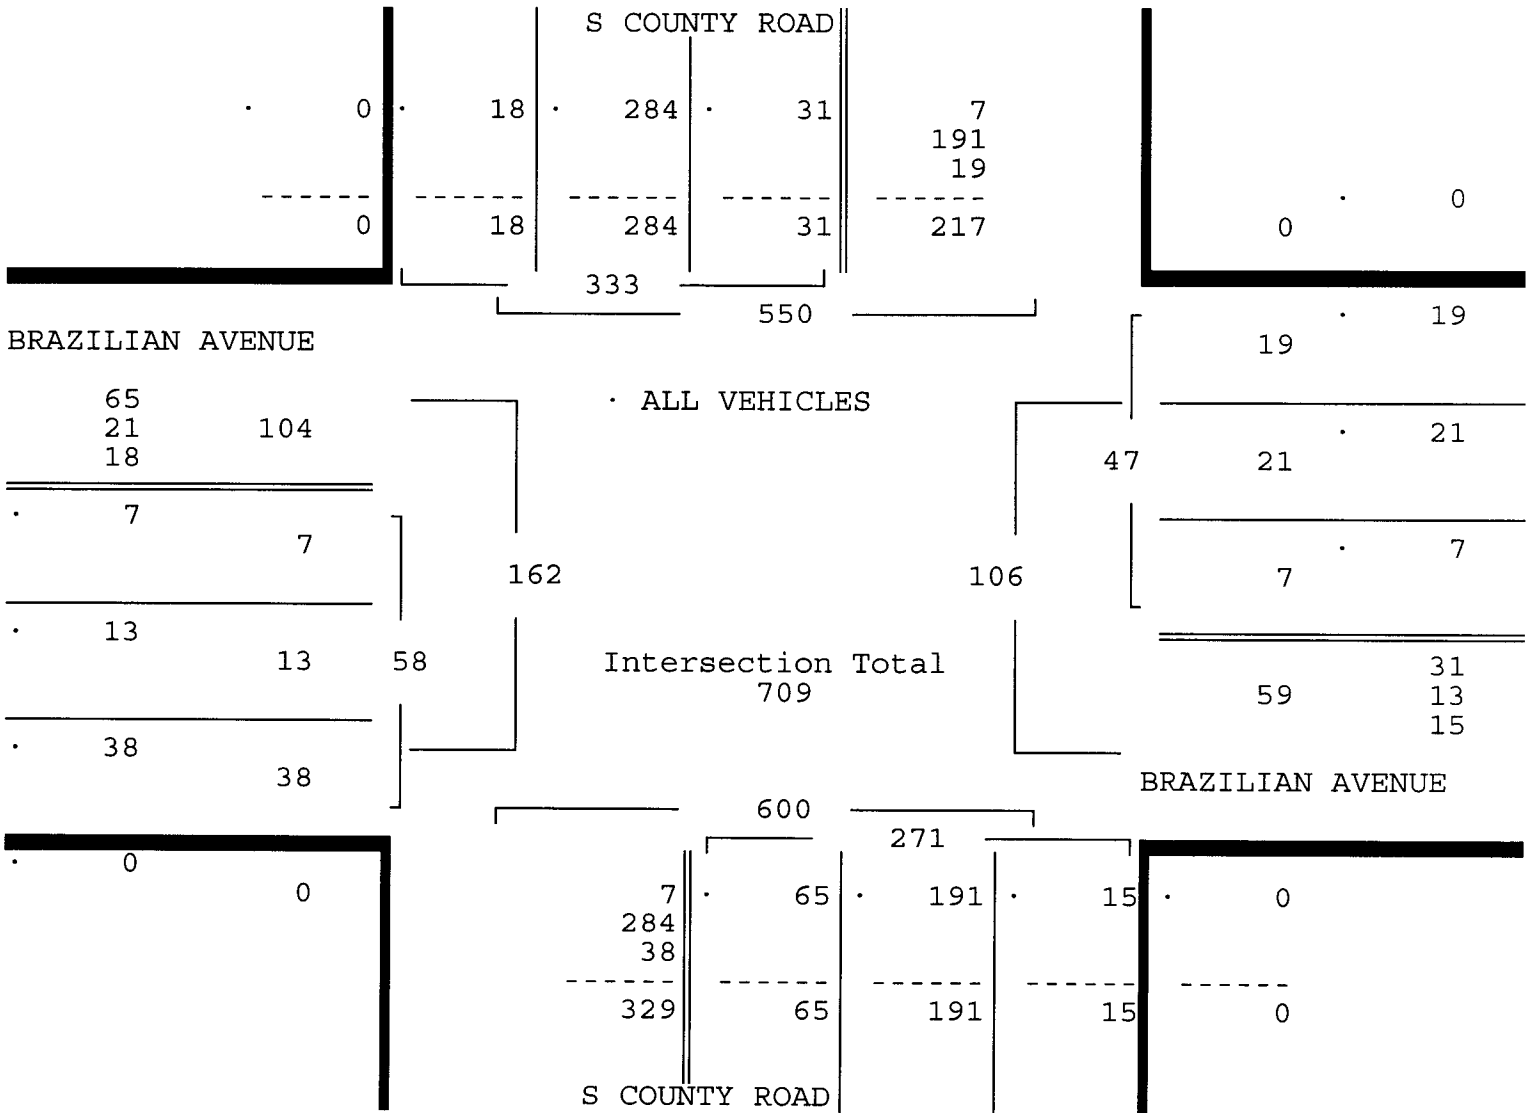 S COUNTY ROAD
· 0 · 18 · 284 · 31 7
191
19
------ ------ ------ ------ ------ · 0
0 18 284 31 217 0
333
550 · 19
BRAZILIAN AVENUE 19
65 · ALL VEHICLES
21 104 · 21
18 47 21
· 7
7 · 7
162 106 7
· 13
13 58 Intersection Total 31
709 59 13
15
· 38
38 BRAZILIAN AVENUE
600
271
· 0
0 7 · 65 · 191 · 15 · 0
284
38
------ ------ ------ ------ ------
329 65 191 15 0
S COUNTY ROAD